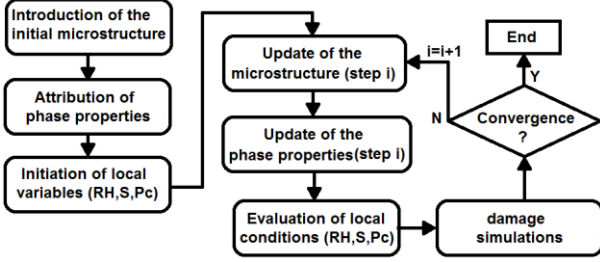 Introduction of the
initial microstructure
Attribution of
phase properties
Initiation of local
variables (RH,S,Pc)
Update of the
microstructure (step i)
Update of the
phase properties(step i)
Evaluation of local
conditions (RH,S,Pc)
damage
simulations
Convergence
?
N
i=i+1
Y
End